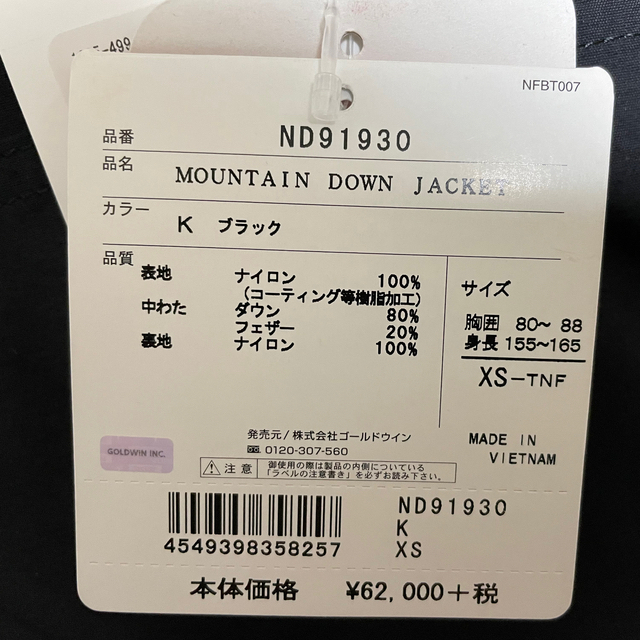 -499
NFBT007
品番 ND91930
品名 MOUNTAIN DOWN JACKET
カラー K ブラック
品質
表地 ナイロン 100%
(コーティング等樹脂加工)
中わた ダウン 80%
フェザー 20%
裏地 ナイロン 100%
サイズ
胸囲 80~ 88
身長 155~165
XS-TNF
発売元/株式会社ゴールドウイン
0120-307-560
GOLDWIN INC.
MADE IN
VIETNAM
注意 御使用の際は製品の内側についている
「ラベルの注意書き」を必ずお読み下さい。
4549398358257
ND91930
K
XS
本体価格 ¥62,000+税